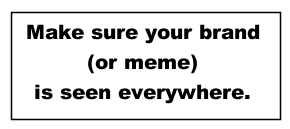 Make sure your brand
(or meme)
is seen everywhere.